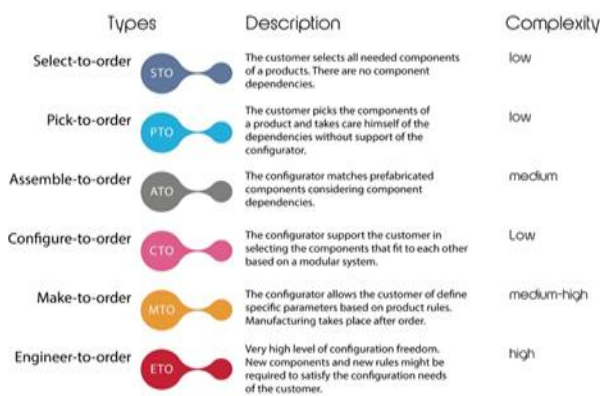 Types Description Complexity
Select-to-order STO The customer selects all needed components low
of a products. There are no component
dependencies.
Pick-to-order PTO The customer picks the components of low
a product and takes care himself of the
dependencies without support of the
configurator.
Assemble-to-order ATO The configurator matches prefabricated medium
components considering component
dependencies.
Configure-to-order CTO The configurator support the customer in Low
selecting the components that fit to each other
based on a modular system.
Make-to-order MTO The configurator allows the customer of define medium-high
specific parameters based on product rules.
Manufacturing takes place after order.
Engineer-to-order ETO Very high level of configuration freedom. high
New components and new rules might be
required to satisfy the configuration needs
of the customer.